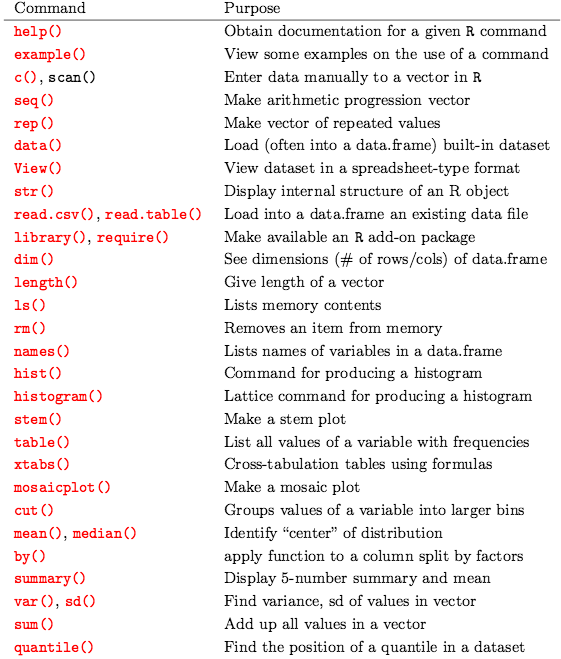 Command Purpose
help() Obtain documentation for a given R command
example() View some examples on the use of a command
c(), scan() Enter data manually to a vector in R
seq() Make arithmetic progression vector
rep() Make vector of repeated values
data() Load (often into a data.frame) built-in dataset
View() View dataset in a spreadsheet-type format
str() Display internal structure of an R object
read.csv(), read.table() Load into a data.frame an existing data file
library(), require() Make available an R add-on package
dim() See dimensions (# of rows/cols) of data.frame
length() Give length of a vector
ls() Lists memory contents
rm() Removes an item from memory
names() Lists names of variables in a data.frame
hist() Command for producing a histogram
histogram() Lattice command for producing a histogram
stem() Make a stem plot
table() List all values of a variable with frequencies
xtabs() Cross-tabulation tables using formulas
mosaicplot() Make a mosaic plot
cut() Groups values of a variable into larger bins
mean(), median() Identify “center” of distribution
by() apply function to a column split by factors
summary() Display 5-number summary and mean
var(), sd() Find variance, sd of values in vector
sum() Add up all values in a vector
quantile() Find the position of a quantile in a dataset